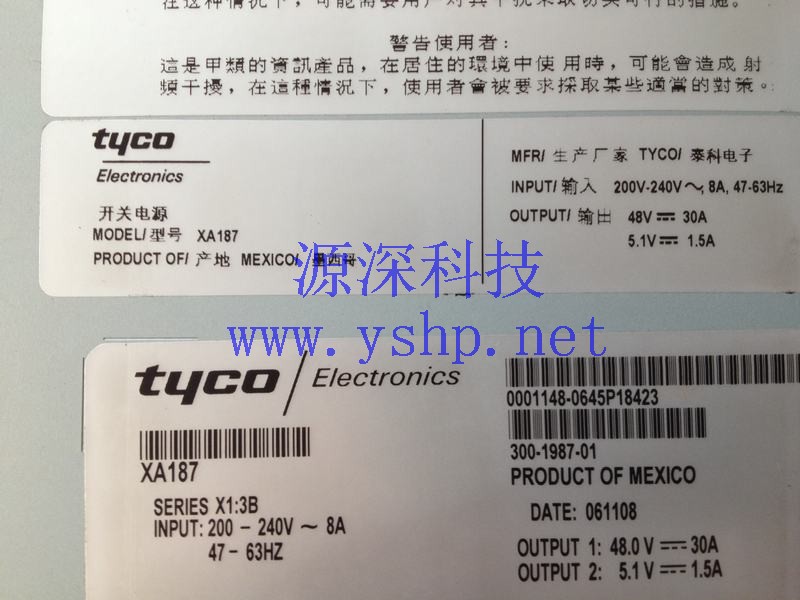 在这种情况下，可能需要用户对其干扰采取切实可行的措施。
警告使用者：
這是甲類的資訊產品，在居住的環境中使用時，可能會造成射
頻干擾，在這種情況下，使用者會被要求採取某些適當的對策。
tyco
Electronics
开关电源
MODEL/型号 XA187
PRODUCT OF/产地 MEXICO/墨西哥
MFR/生产厂家 TYCO/泰科电子
INPUT/输入 200V-240V～, 8A, 47-63Hz
OUTPUT/输出 48V⎓ 30A
5.1V⎓ 1.5A
源深科技
www.yshp.net
tyco/Electronics
XA187
SERIES X1:3B
INPUT: 200 - 240V ～ 8A
47 - 63HZ
0001148-0645P18423
300-1987-01
PRODUCT OF MEXICO
DATE: 061108
OUTPUT 1: 48.0 V⎓30A
OUTPUT 2: 5.1 V⎓1.5A